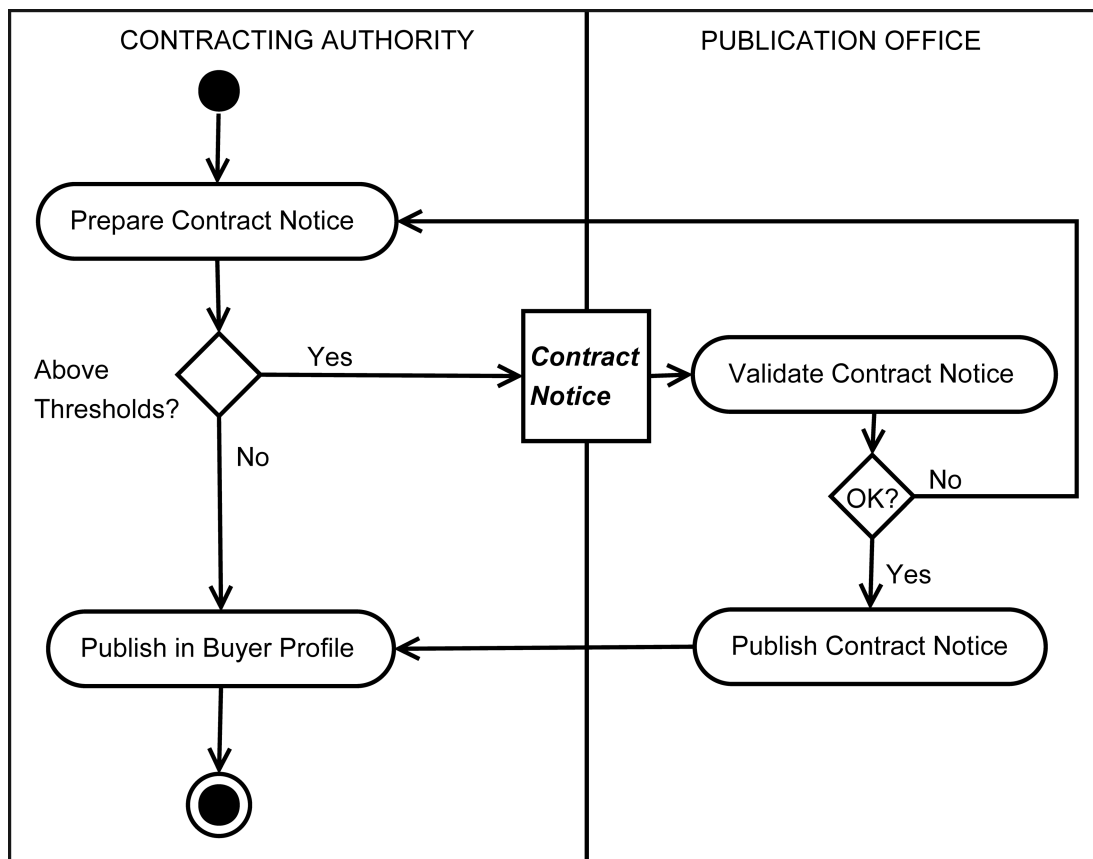 CONTRACTING AUTHORITY
PUBLICATION OFFICE
Prepare Contract Notice
Above
Thresholds?
Yes
Contract
Notice
Validate Contract Notice
No
OK?
No
Yes
Publish in Buyer Profile
Publish Contract Notice